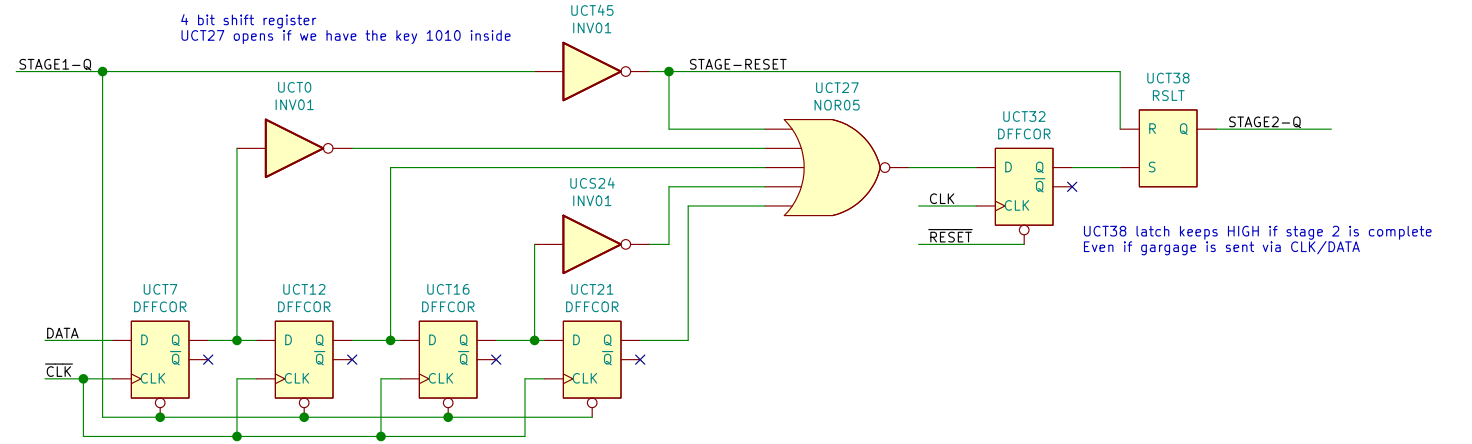 UCT45
INV01
4 bit shift register
UCT27 opens if we have the key 1010 inside
STAGE1-Q
STAGE-RESET
UCT38
RSLT
UCT0
INV01
UCT27
NOR05
UCT32
DFFCOR
R Q
S
STAGE2-Q
D Q
Q
CLK
CLK
RESET
UCS24
INV01
UCT38 latch keeps HIGH if stage 2 is complete
Even if gargage is sent via CLK/DATA
UCT7
DFFCOR
UCT12
DFFCOR
UCT16
DFFCOR
UCT21
DFFCOR
DATA
CLK
D Q
Q
CLK
D Q
Q
CLK
D Q
Q
CLK
D Q
Q
CLK